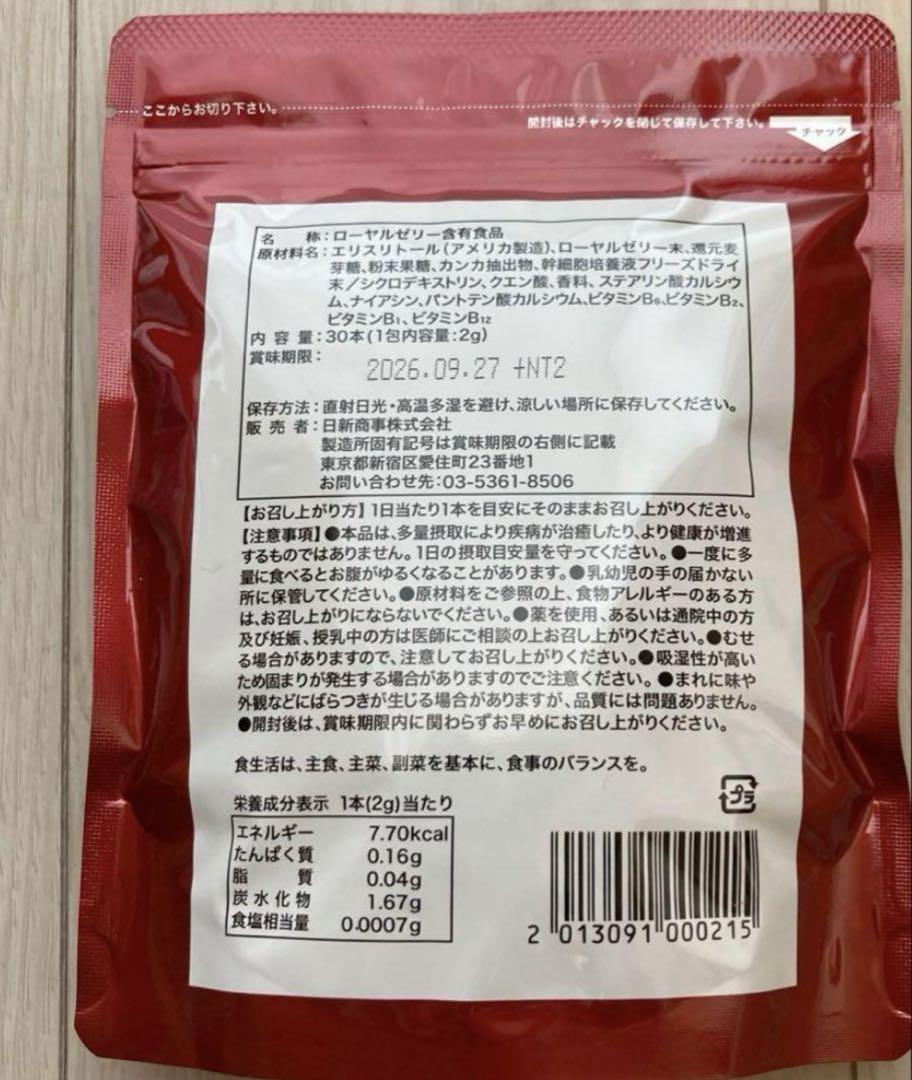 ここからお切り下さい。
開封後はチャックを閉じて保存して下さい。
チャック
名　　称:ローヤルゼリー含有食品
原材料名:エリスリトール(アメリカ製造)、ローヤルゼリー末、還元麦
芽糖、粉末果糖、カンカ抽出物、幹細胞培養液フリーズドライ
末/シクロデキストリン、クエン酸、香料、ステアリン酸カルシウ
ム、ナイアシン、パントテン酸カルシウム、ビタミンB₆、ビタミンB₂、
ビタミンB₁、ビタミンB₁₂
内 容 量:30本(1包内容量:2g)
賞味期限:
2026.09.27 +NT2
保存方法:直射日光・高温多湿を避け、涼しい場所に保存してください。
販 売 者:日新商事株式会社
製造所固有記号は賞味期限の右側に記載
東京都新宿区愛住町23番地1
お問い合わせ先:03-5361-8506
【お召し上がり方】1日当たり1本を目安にそのままお召し上がりください。
【注意事項】●本品は、多量摂取により疾病が治癒したり、より健康が増進
するものではありません。1日の摂取目安量を守ってください。●一度に多
量に食べるとお腹がゆるくなることがあります。●乳幼児の手の届かない
所に保管してください。●原材料をご参照の上、食物アレルギーのある方
は、お召し上がりにならないでください。●薬を使用、あるいは通院中の方
及び妊娠、授乳中の方は医師にご相談の上お召し上がりください。●むせ
る場合がありますので、注意してお召し上がりください。●吸湿性が高い
ため固まりが発生する場合がありますのでご注意ください。●まれに味や
外観などにばらつきが生じる場合がありますが、品質には問題ありません。
●開封後は、賞味期限内に関わらずお早めにお召し上がりください。
食生活は、主食、主菜、副菜を基本に、食事のバランスを。
プラ
栄養成分表示 1本(2g)当たり
エネルギー 7.70kcal
たんぱく質 0.16g
脂　　質 0.04g
炭水化物 1.67g
食塩相当量 0.0007g
2 013091 000215